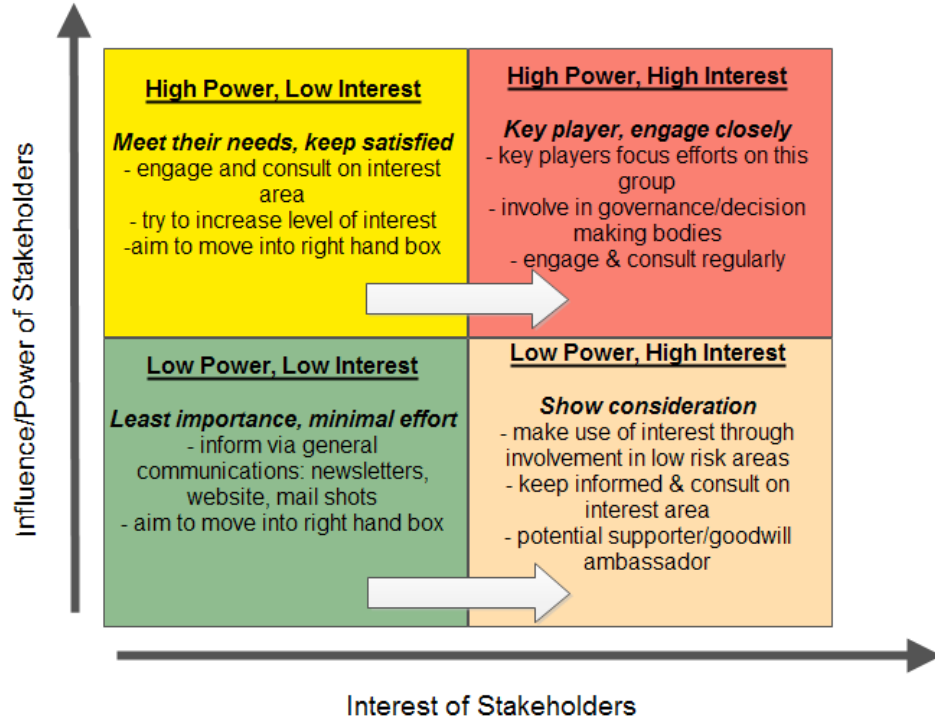 Influence/Power of Stakeholders
High Power, Low Interest
Meet their needs, keep satisfied
- engage and consult on interest
area
- try to increase level of interest
-aim to move into right hand box
High Power, High Interest
Key player, engage closely
- key players focus efforts on this
group
- involve in governance/decision
making bodies
- engage & consult regularly
Low Power, Low Interest
Least importance, minimal effort
- inform via general
communications: newsletters,
website, mail shots
- aim to move into right hand box
Low Power, High Interest
Show consideration
- make use of interest through
involvement in low risk areas
- keep informed & consult on
interest area
- potential supporter/goodwill
ambassador
Interest of Stakeholders